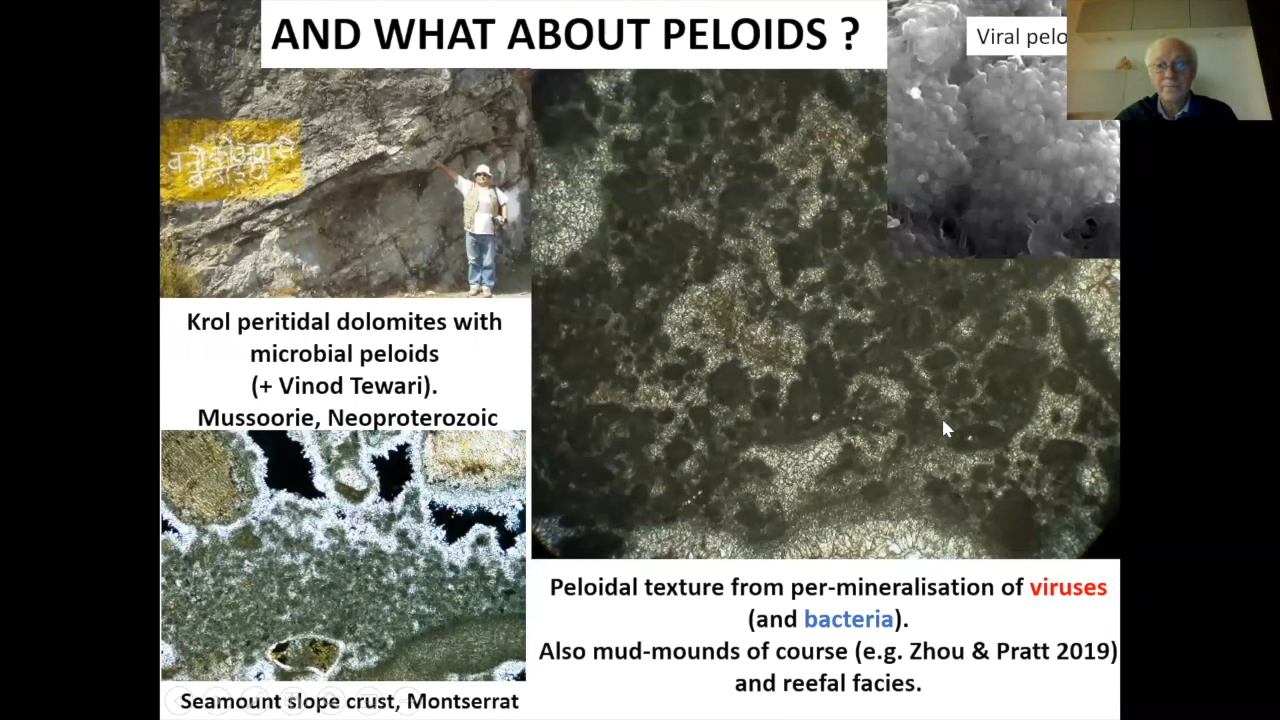 AND WHAT ABOUT PELOIDS ?
Viral pelo
Krol peritidal dolomites with
microbial peloids
(+ Vinod Tewari).
Mussoorie, Neoproterozoic
Peloidal texture from per-mineralisation of viruses
(and bacteria).
Also mud-mounds of course (e.g. Zhou & Pratt 2019)
and reefal facies.
Seamount slope crust, Montserrat